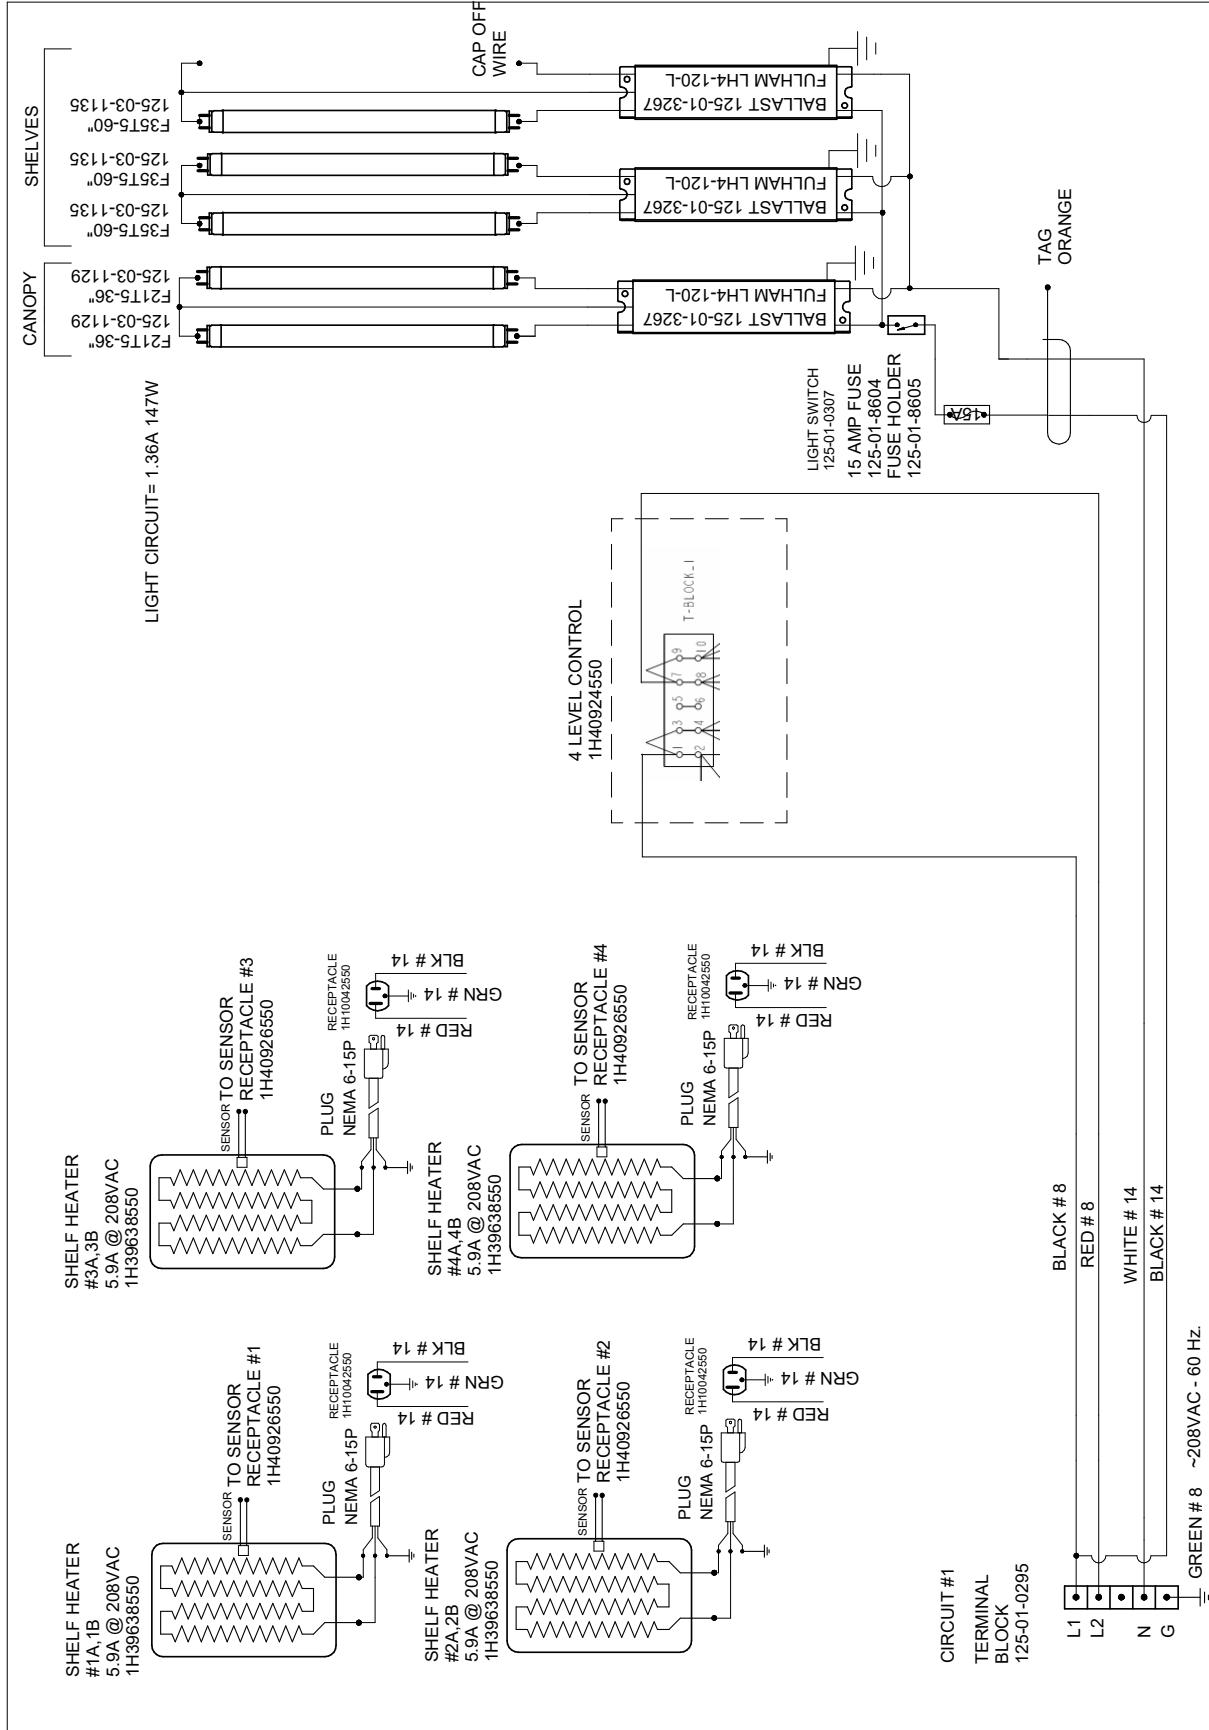 SHELF HEATER
#1A,1B
5.9A @ 208VAC
1H39638550
SENSOR
TO SENSOR
RECEPTACLE #1
1H40926550
PLUG
NEMA 6-15P
RECEPTACLE
1H10042550
RED # 14
GRN # 14
BLK # 14
SHELF HEATER
#3A,3B
5.9A @ 208VAC
1H39638550
SENSOR
TO SENSOR
RECEPTACLE #3
1H40926550
PLUG
NEMA 6-15P
RECEPTACLE
1H10042550
RED # 14
GRN # 14
BLK # 14
SHELF HEATER
#2A,2B
5.9A @ 208VAC
1H39638550
SENSOR
TO SENSOR
RECEPTACLE #2
1H40926550
PLUG
NEMA 6-15P
RECEPTACLE
1H10042550
RED # 14
GRN # 14
BLK # 14
SHELF HEATER
#4A,4B
5.9A @ 208VAC
1H39638550
SENSOR
TO SENSOR
RECEPTACLE #4
1H40926550
PLUG
NEMA 6-15P
RECEPTACLE
1H10042550
RED # 14
GRN # 14
BLK # 14
LIGHT CIRCUIT= 1.36A 147W
CANOPY
SHELVES
F21T5-36"
125-03-1129
F21T5-36"
125-03-1129
F35T5-60"
125-03-1135
F35T5-60"
125-03-1135
F35T5-60"
125-03-1135
CAP OFF
WIRE
BALLAST 125-01-3267
FULHAM LH4-120-L
BALLAST 125-01-3267
FULHAM LH4-120-L
BALLAST 125-01-3267
FULHAM LH4-120-L
4 LEVEL CONTROL
1H40924550
1 3 5 7 9
2 4 6 8 10
T-BLOCK_1
LIGHT SWITCH
125-01-0307
15 AMP FUSE
125-01-8604
FUSE HOLDER
125-01-8605
15A
TAG
ORANGE
CIRCUIT #1
TERMINAL
BLOCK
125-01-0295
L1
L2
N
G
BLACK # 8
RED # 8
WHITE # 14
BLACK # 14
GREEN # 8
~208VAC - 60 Hz.